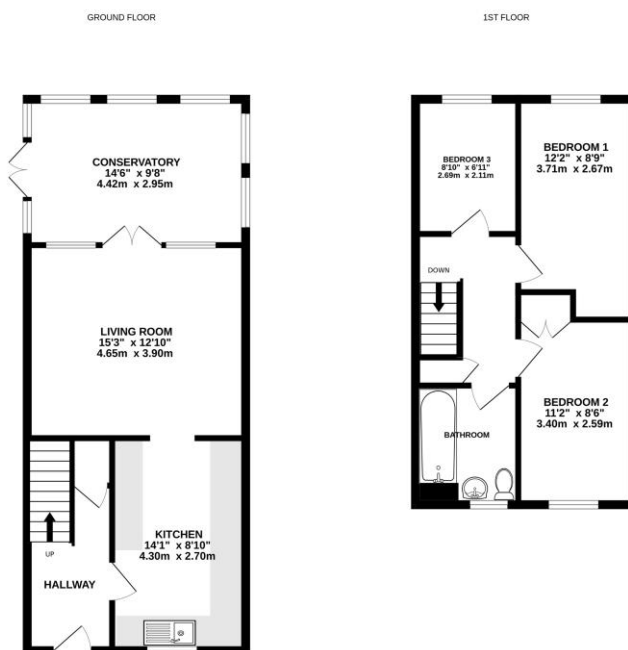 GROUND FLOOR
CONSERVATORY
14'6" x 9'8"
4.42m x 2.95m
LIVING ROOM
15'3" x 12'10"
4.65m x 3.90m
KITCHEN
14'1" x 8'10"
4.30m x 2.70m
UP
HALLWAY
1ST FLOOR
BEDROOM 1
12'2" x 8'9"
3.71m x 2.67m
BEDROOM 3
8'10" x 6'11"
2.69m x 2.11m
DOWN
BEDROOM 2
11'2" x 8'6"
3.40m x 2.59m
BATHROOM